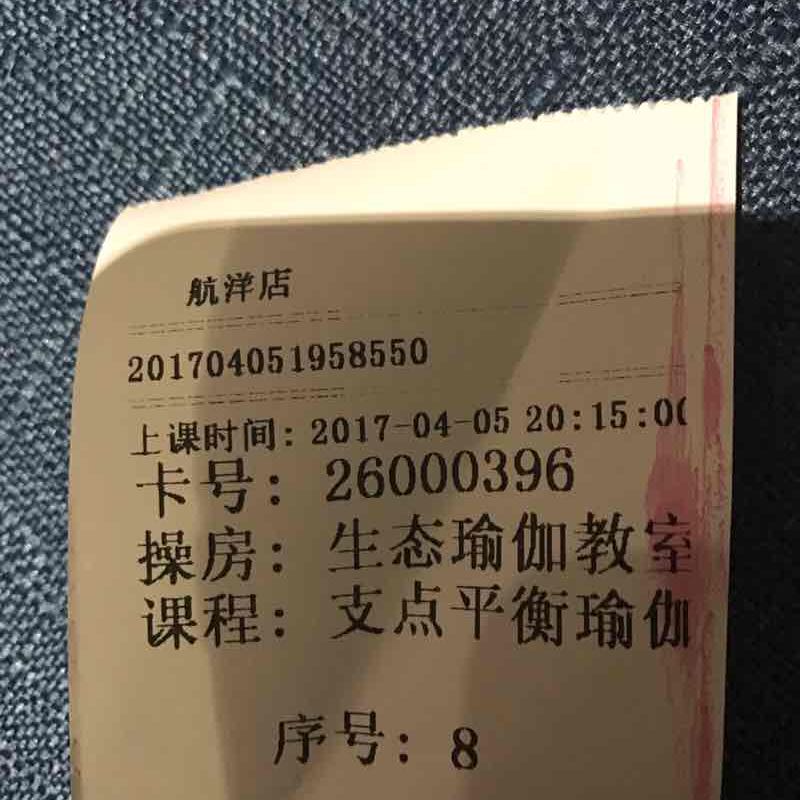 航洋店
201704051958550
上课时间：2017-04-05 20:15:00
卡号：26000396
操房：生态瑜伽教室
课程：支点平衡瑜伽
序号：8